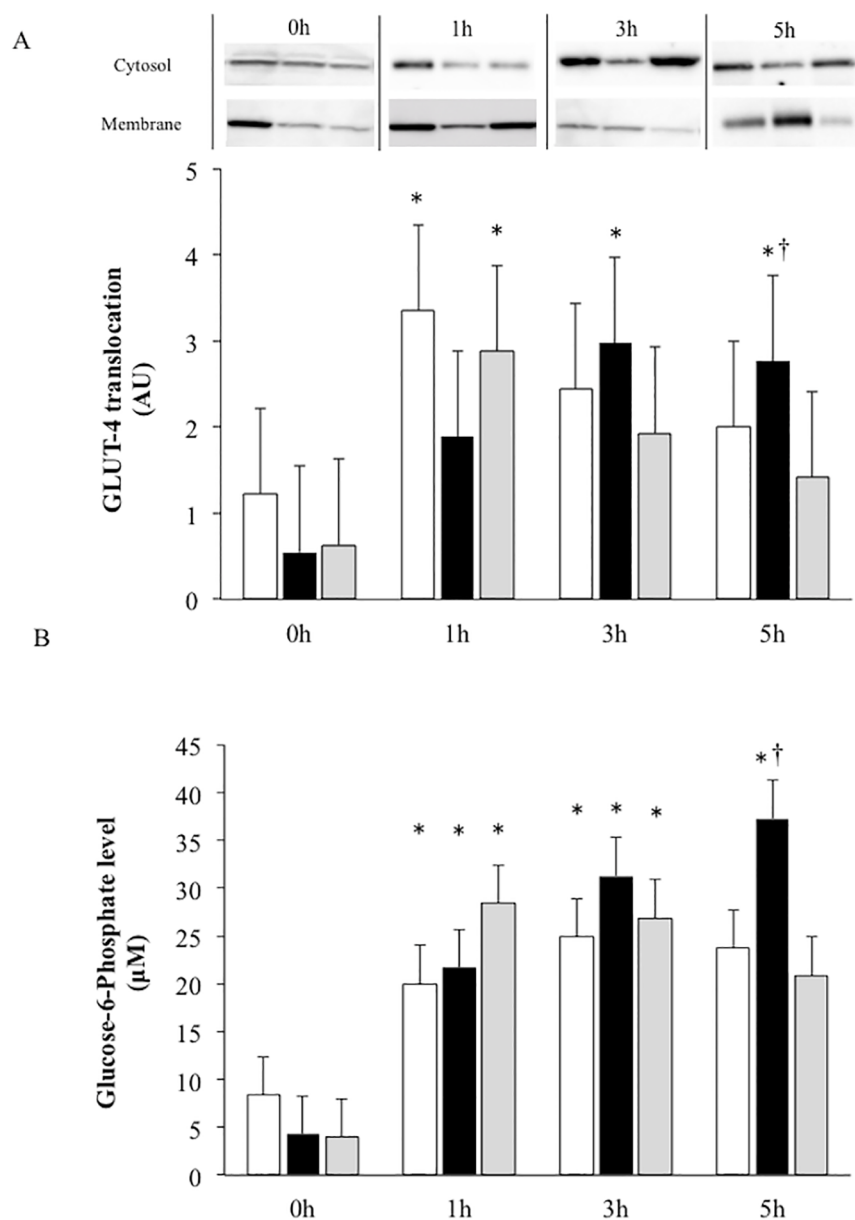 A
0h 1h 3h 5h
Cytosol
Membrane
5
* * * *†
4
3
2
1
0
GLUT-4 translocation
(AU)
0h 1h 3h 5h
B
45
*†
40
* * * * * *
35
30
25
20
15
10
5
0
Glucose-6-Phosphate level
(µM)
0h 1h 3h 5h